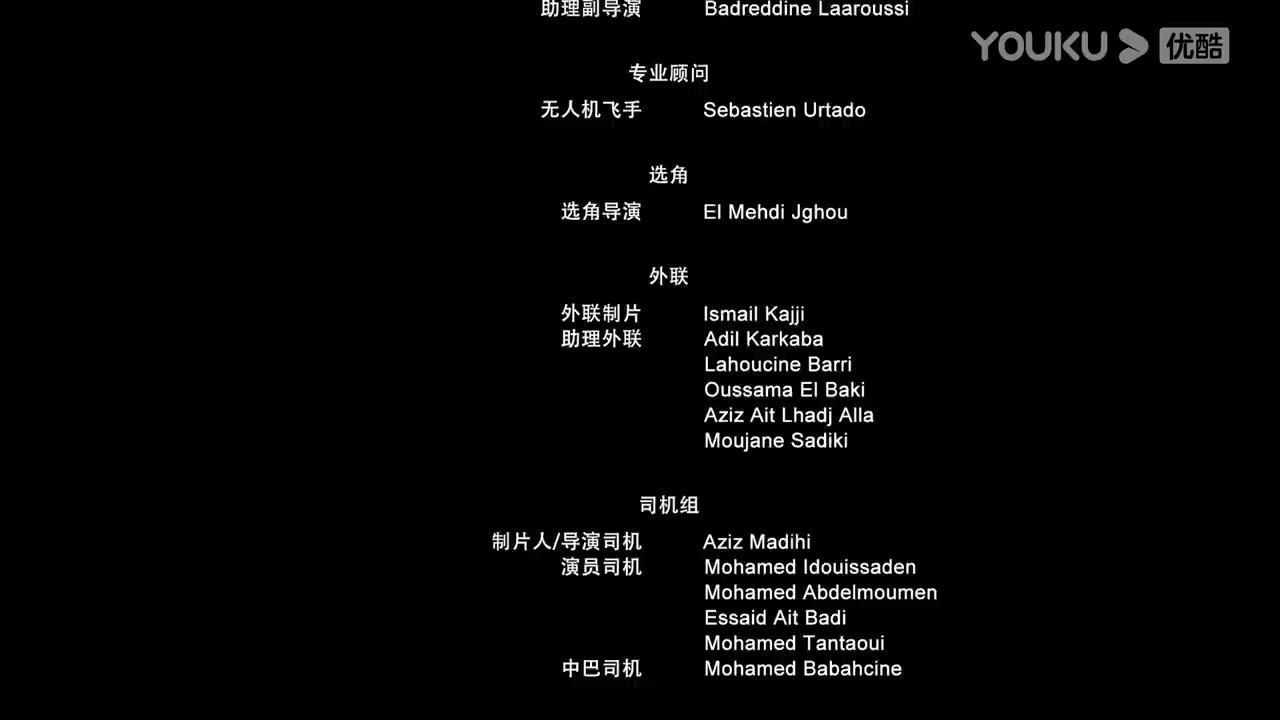 助理副导演 Badreddine Laaroussi
YOUKU 优酷
专业顾问
无人机飞手 Sebastien Urtado
选角
选角导演 El Mehdi Jghou
外联
外联制片 Ismail Kajji
助理外联 Adil Karkaba
Lahoucine Barri
Oussama El Baki
Aziz Ait Lhadj Alla
Moujane Sadiki
司机组
制片人/导演司机 Aziz Madihi
演员司机 Mohamed Idouissaden
Mohamed Abdelmoumen
Essaid Ait Badi
Mohamed Tantaoui
中巴司机 Mohamed Babahcine